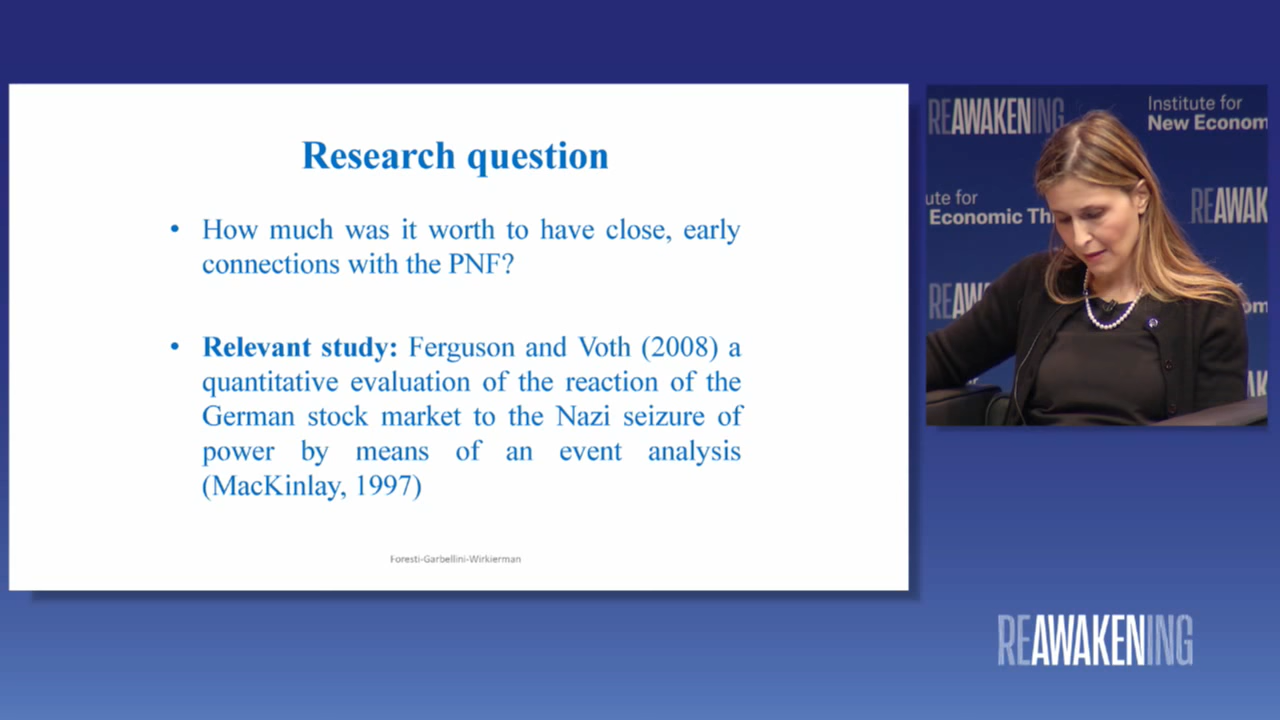 Research question
• How much was it worth to have close, early
connections with the PNF?
• Relevant study: Ferguson and Voth (2008) a
quantitative evaluation of the reaction of the
German stock market to the Nazi seizure of
power by means of an event analysis
(MacKinlay, 1997)
Foresti-Garbellini-Wirkierman
REAWAKENING
Institute for
New Econom
ute for
Economic Th
REAWAK
REAW
om
AK
REAWAKENING